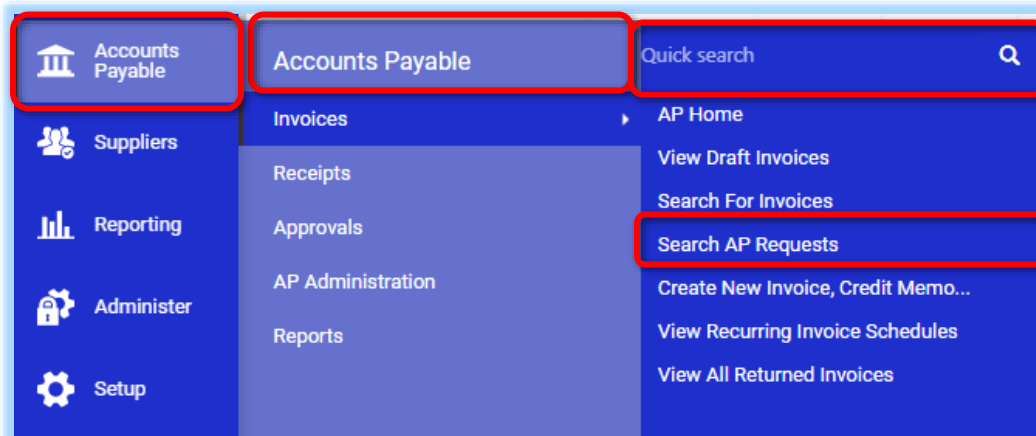 Accounts
Payable
Suppliers
Reporting
Administer
Setup
Accounts Payable
Invoices
Receipts
Approvals
AP Administration
Reports
Quick search
AP Home
View Draft Invoices
Search For Invoices
Search AP Requests
Create New Invoice, Credit Memo...
View Recurring Invoice Schedules
View All Returned Invoices